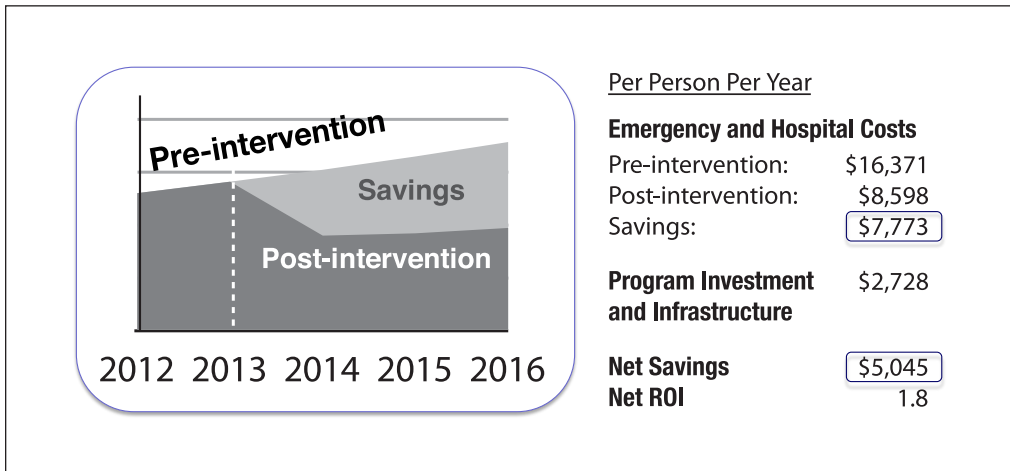 Pre-intervention
Savings
Post-intervention
2012 2013 2014 2015 2016
Per Person Per Year
Emergency and Hospital Costs
Pre-intervention: $16,371
Post-intervention: $8,598
Savings: $7,773
Program Investment $2,728
and Infrastructure
Net Savings $5,045
Net ROI 1.8